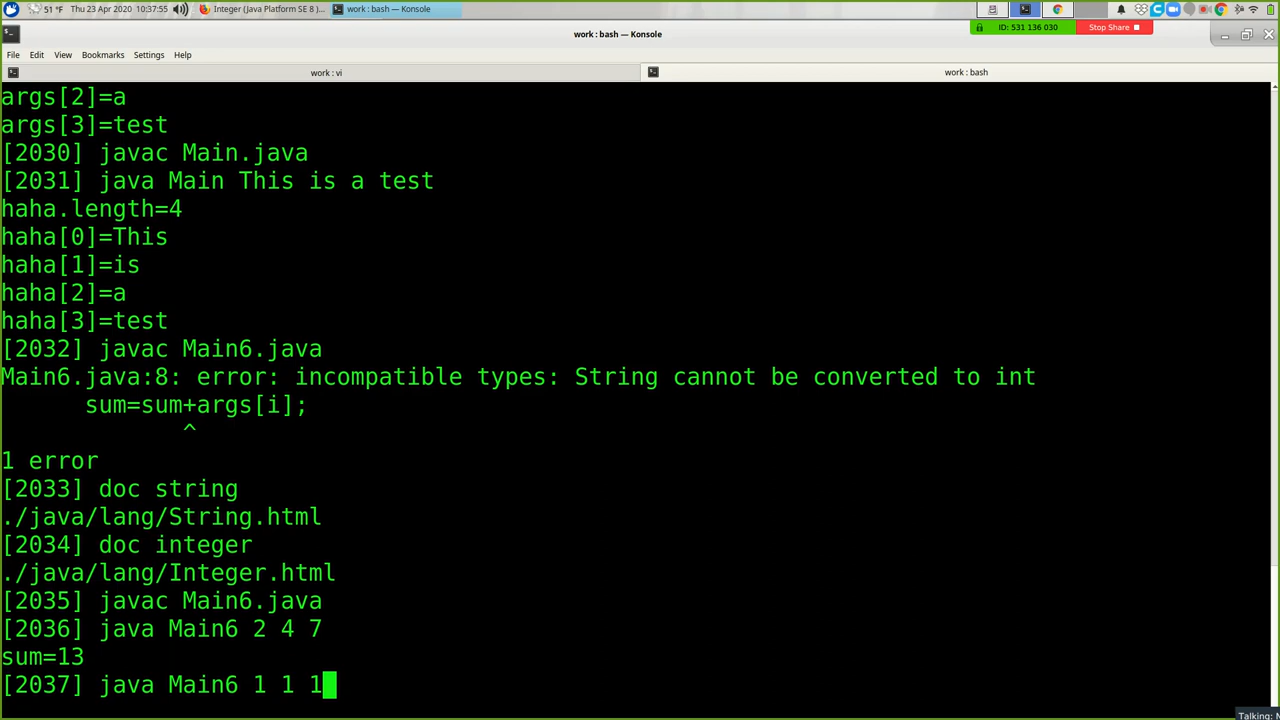 51 °F Thu 23 Apr 2020 10:37:55 Integer (Java Platform SE 8 ) ... work : bash — Konsole
work : bash — Konsole
ID: 531 136 030 Stop Share
File Edit View Bookmarks Settings Help
work : vi work : bash
args[2]=a
args[3]=test
[2030] javac Main.java
[2031] java Main This is a test
haha.length=4
haha[0]=This
haha[1]=is
haha[2]=a
haha[3]=test
[2032] javac Main6.java
Main6.java:8: error: incompatible types: String cannot be converted to int
sum=sum+args[i];
^
1 error
[2033] doc string
./java/lang/String.html
[2034] doc integer
./java/lang/Integer.html
[2035] javac Main6.java
[2036] java Main6 2 4 7
sum=13
[2037] java Main6 1 1 1
Talking: